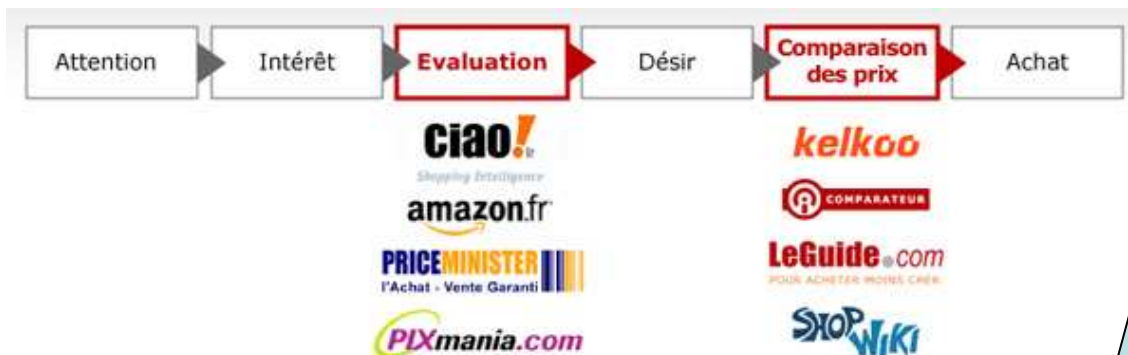 Attention
Intérêt
Evaluation
Désir
Comparaison
des prix
Achat
ciao!.fr
Shopping Intelligence
amazon.fr
PRICEMINISTER
l'Achat - Vente Garanti
PIXmania.com
kelkoo
COMPARATEUR
LeGuide.com
POUR ACHETER MOINS CHER
SHOPWIKI